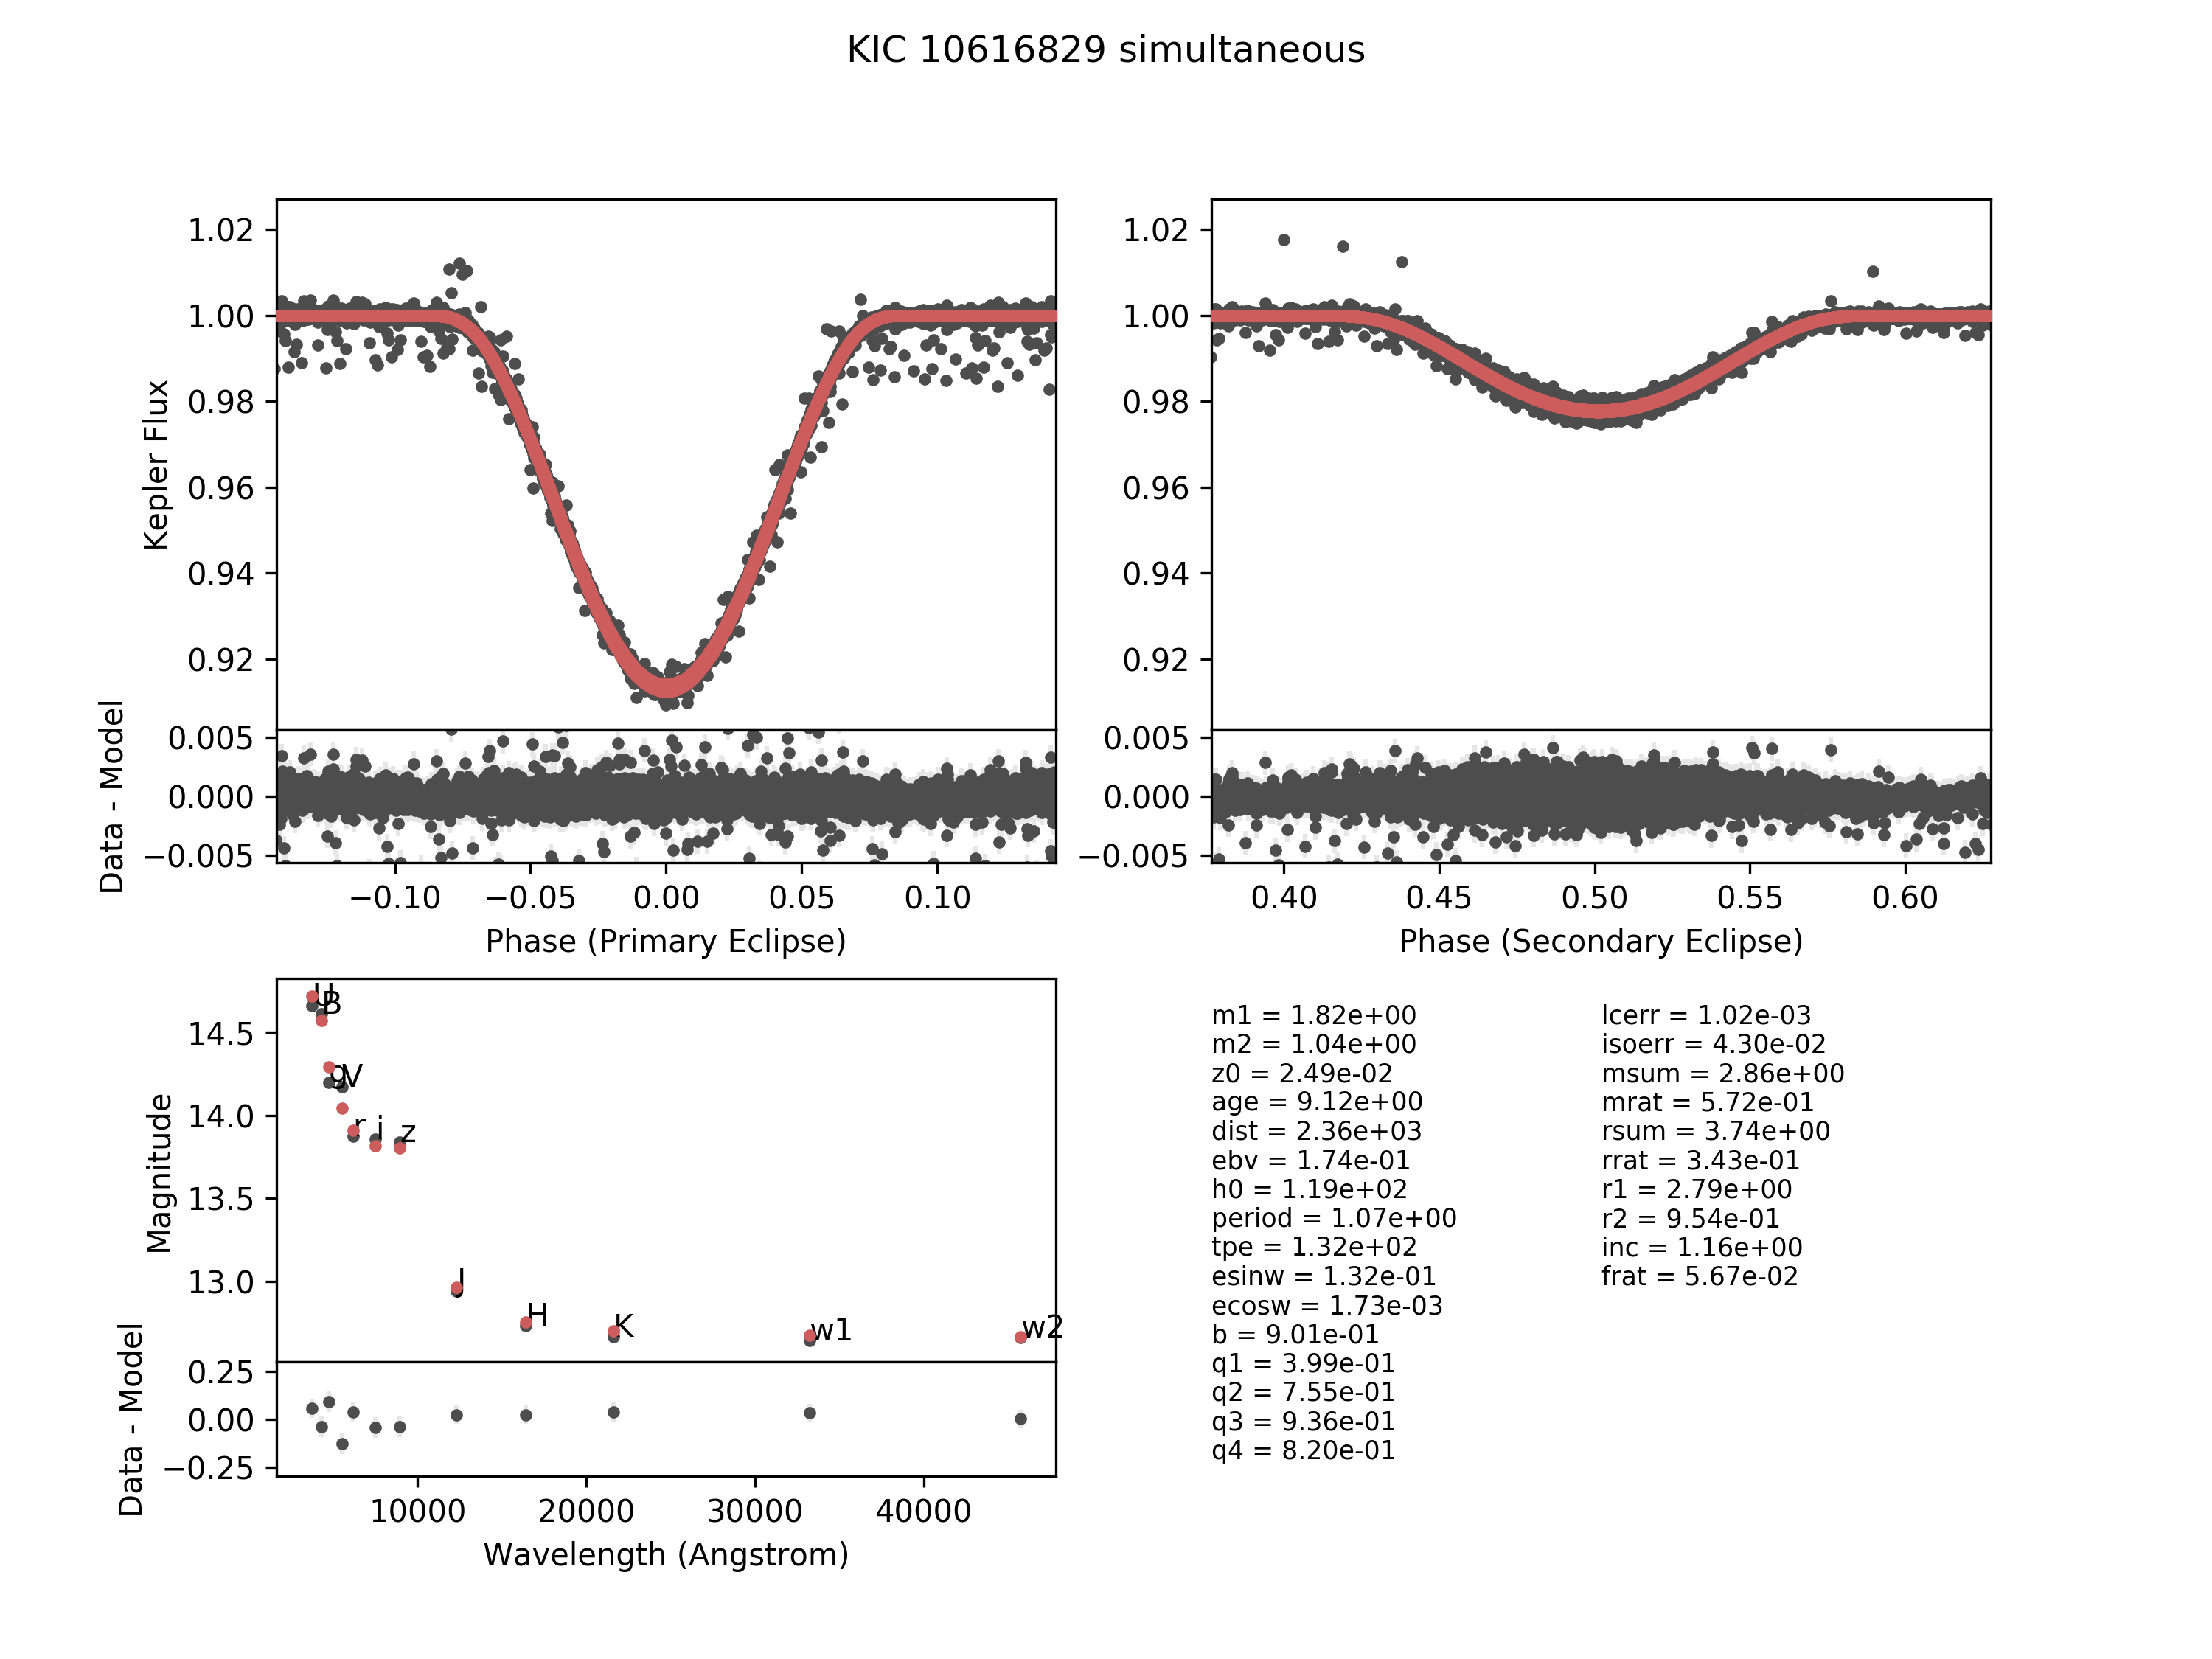 KIC 10616829 simultaneous
1.02
1.00
0.98
0.96
0.94
0.92
Kepler Flux
0.005
0.000
−0.005
Data - Model
−0.10
−0.05
0.00
0.05
0.10
Phase (Primary Eclipse)
1.02
1.00
0.98
0.96
0.94
0.92
0.005
0.000
−0.005
0.40
0.45
0.50
0.55
0.60
Phase (Secondary Eclipse)
14.5
14.0
13.5
13.0
Magnitude
U
B
g
V
r
i
z
J
H
K
w1
w2
0.25
0.00
−0.25
Data - Model
10000
20000
30000
40000
Wavelength (Angstrom)
m1 = 1.82e+00
m2 = 1.04e+00
z0 = 2.49e-02
age = 9.12e+00
dist = 2.36e+03
ebv = 1.74e-01
h0 = 1.19e+02
period = 1.07e+00
tpe = 1.32e+02
esinw = 1.32e-01
ecosw = 1.73e-03
b = 9.01e-01
q1 = 3.99e-01
q2 = 7.55e-01
q3 = 9.36e-01
q4 = 8.20e-01
lcerr = 1.02e-03
isoerr = 4.30e-02
msum = 2.86e+00
mrat = 5.72e-01
rsum = 3.74e+00
rrat = 3.43e-01
r1 = 2.79e+00
r2 = 9.54e-01
inc = 1.16e+00
frat = 5.67e-02